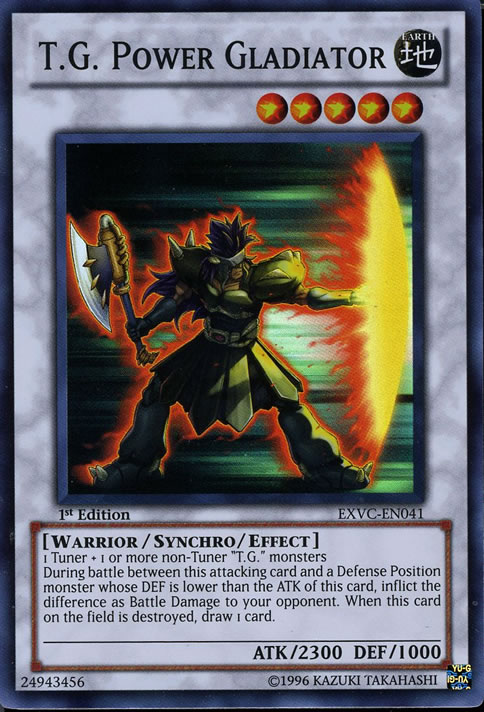 T.G. POWER GLADIATOR
EARTH
地
1st Edition
EXVC-EN041
[WARRIOR / SYNCHRO / EFFECT]
1 Tuner + 1 or more non-Tuner "T.G." monsters
During battle between this attacking card and a Defense Position
monster whose DEF is lower than the ATK of this card, inflict the
difference as Battle Damage to your opponent. When this card
on the field is destroyed, draw 1 card.
ATK/2300 DEF/1000
24943456
©1996 KAZUKI TAKAHASHI
YU-G